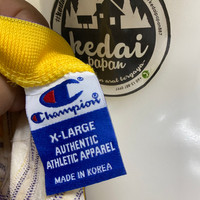 kedai
papan
Champion
X-LARGE
AUTHENTIC
ATHLETIC APPAREL
MADE IN KOREA